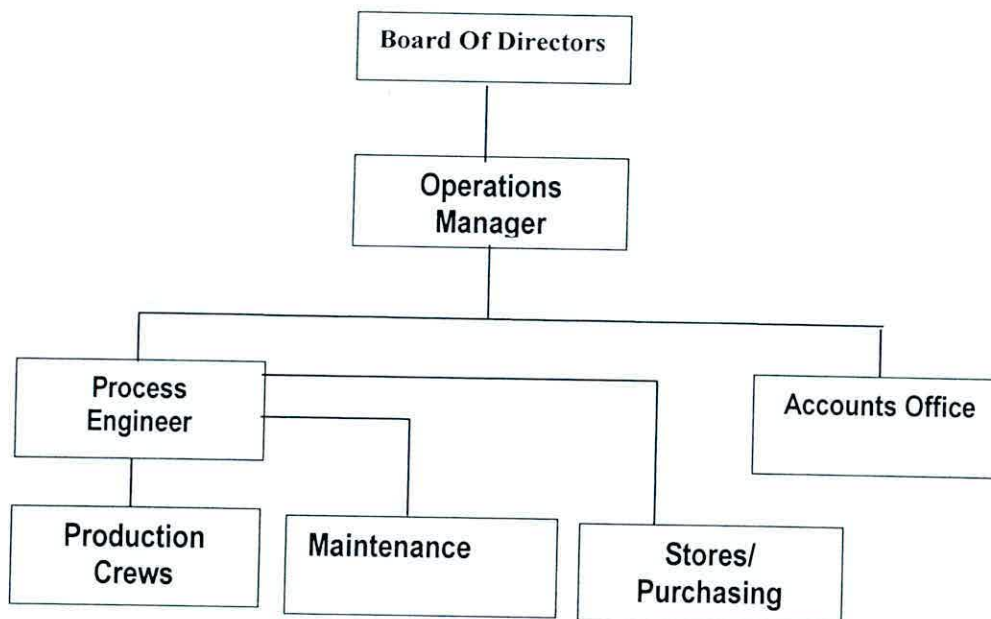 Board Of Directors
Operations
Manager
Process
Engineer
Accounts Office
Production
Crews
Maintenance
Stores/
Purchasing